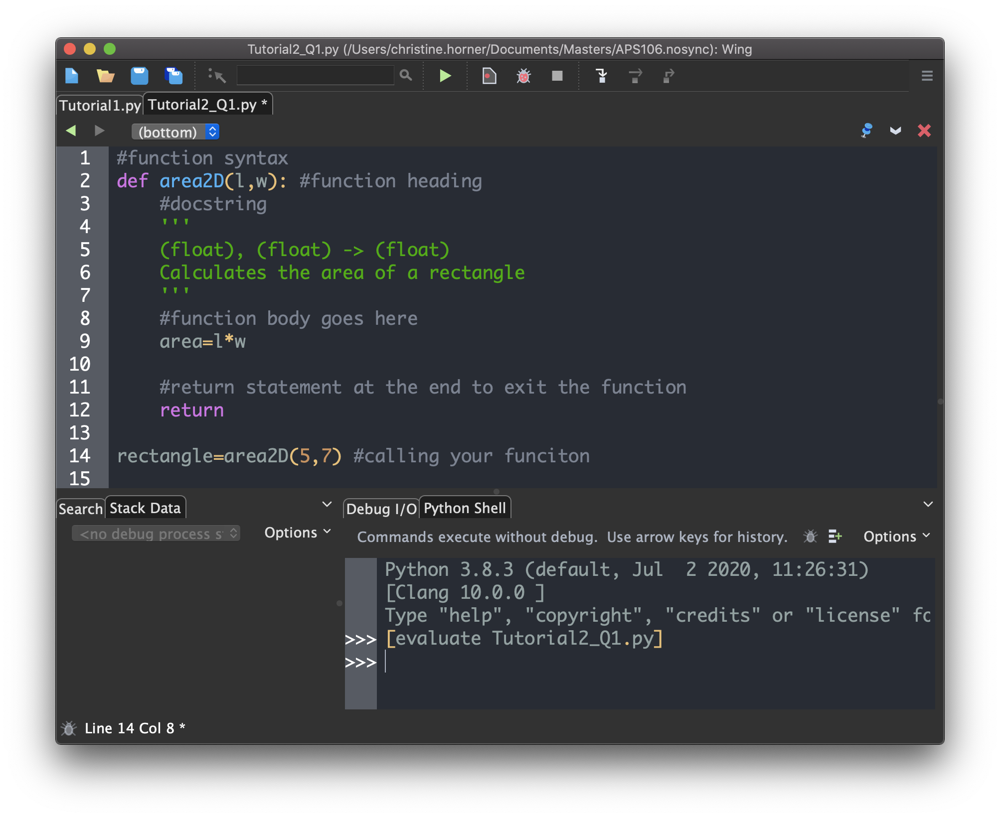 Tutorial2_Q1.py (/Users/christine.horner/Documents/Masters/APS106.nosync): Wing
Tutorial1.py Tutorial2_Q1.py *
(bottom)
1 #function syntax
2 def area2D(l,w): #function heading
3     #docstring
4     '''
5     (float), (float) -> (float)
6     Calculates the area of a rectangle
7     '''
8     #function body goes here
9     area=l*w
10
11     #return statement at the end to exit the function
12     return
13
14 rectangle=area2D(5,7) #calling your funciton
15
Search Stack Data
<no debug process s
Options
Debug I/O Python Shell
Commands execute without debug.  Use arrow keys for history.
Options
Python 3.8.3 (default, Jul  2 2020, 11:26:31)
[Clang 10.0.0 ]
Type "help", "copyright", "credits" or "license" fo
>>> [evaluate Tutorial2_Q1.py]
>>>
Line 14 Col 8 *